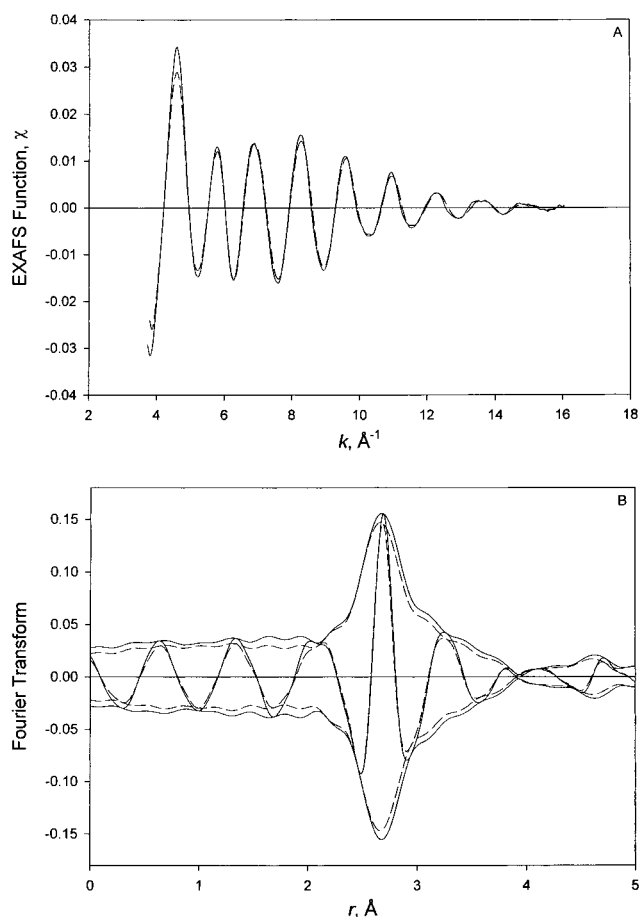 A
0.04
0.03
0.02
0.01
0.00
-0.01
-0.02
-0.03
-0.04
EXAFS Function, χ
2 4 6 8 10 12 14 16 18
k, Å-1
B
0.15
0.10
0.05
0.00
-0.05
-0.10
-0.15
Fourier Transform
0 1 2 3 4 5
r, Å